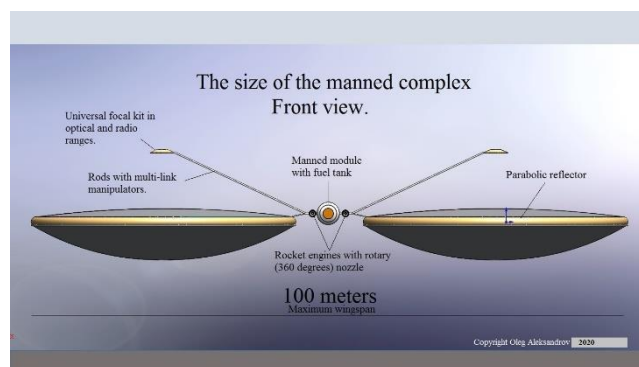 The size of the manned complex
Front view.
Universal focal kit in
optical and radio
ranges.
Rods with multi-link
manipulators.
Manned module
with fuel tank
Parabolic reflector
Rocket engines with rotary
(360 degrees) nozzle
100 meters
Maximum wingspan
Copyright Oleg Aleksandrov 2020